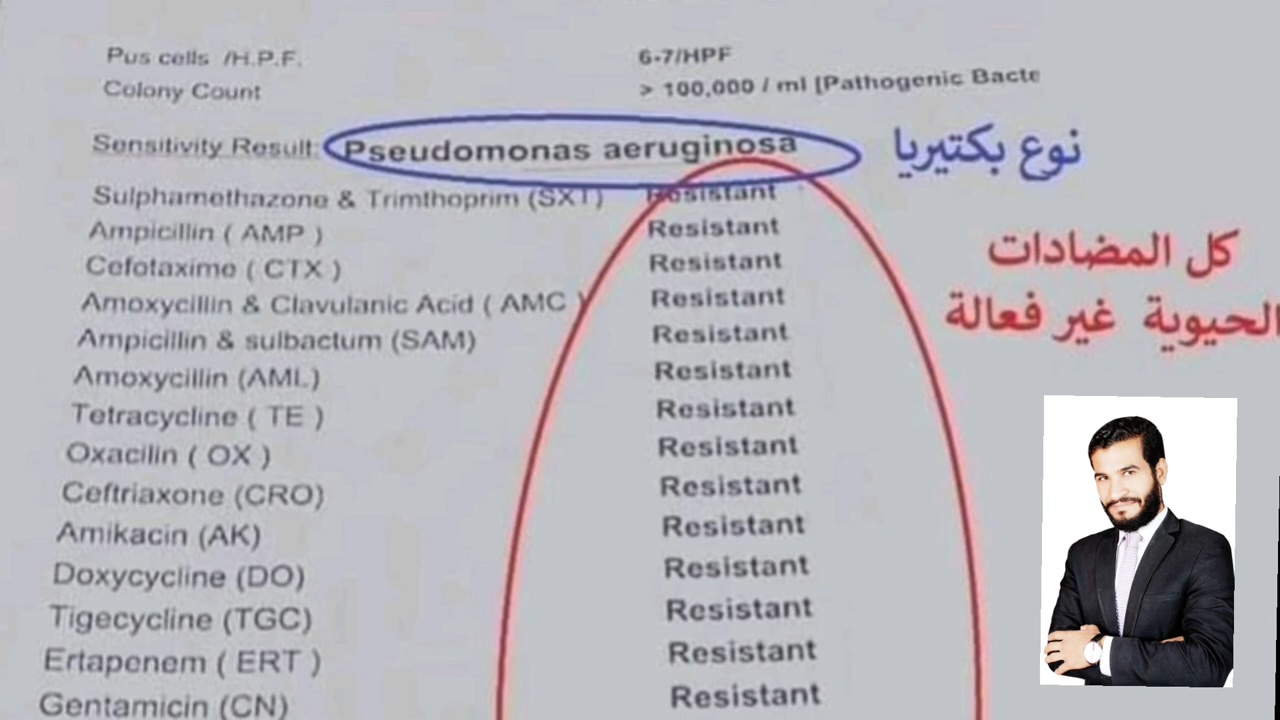 Pus cells /H.P.F. 6-7/HPF
Colony Count > 100,000 / ml [Pathogenic Bacte
Sensitivity Result: Pseudomonas aeruginosa
نوع بكتيريا
Sulphamethazone & Trimthoprim (SXT) Resistant
Ampicillin ( AMP ) Resistant
Cefotaxime ( CTX ) Resistant
كل المضادات
الحيوية غير فعالة
Amoxycillin & Clavulanic Acid ( AMC ) Resistant
Ampicillin & sulbactum (SAM) Resistant
Amoxycillin (AML) Resistant
Tetracycline ( TE ) Resistant
Oxacilin ( OX ) Resistant
Ceftriaxone (CRO) Resistant
Amikacin (AK) Resistant
Doxycycline (DO) Resistant
Tigecycline (TGC) Resistant
Ertapenem ( ERT ) Resistant
Gentamicin (CN) Resistant